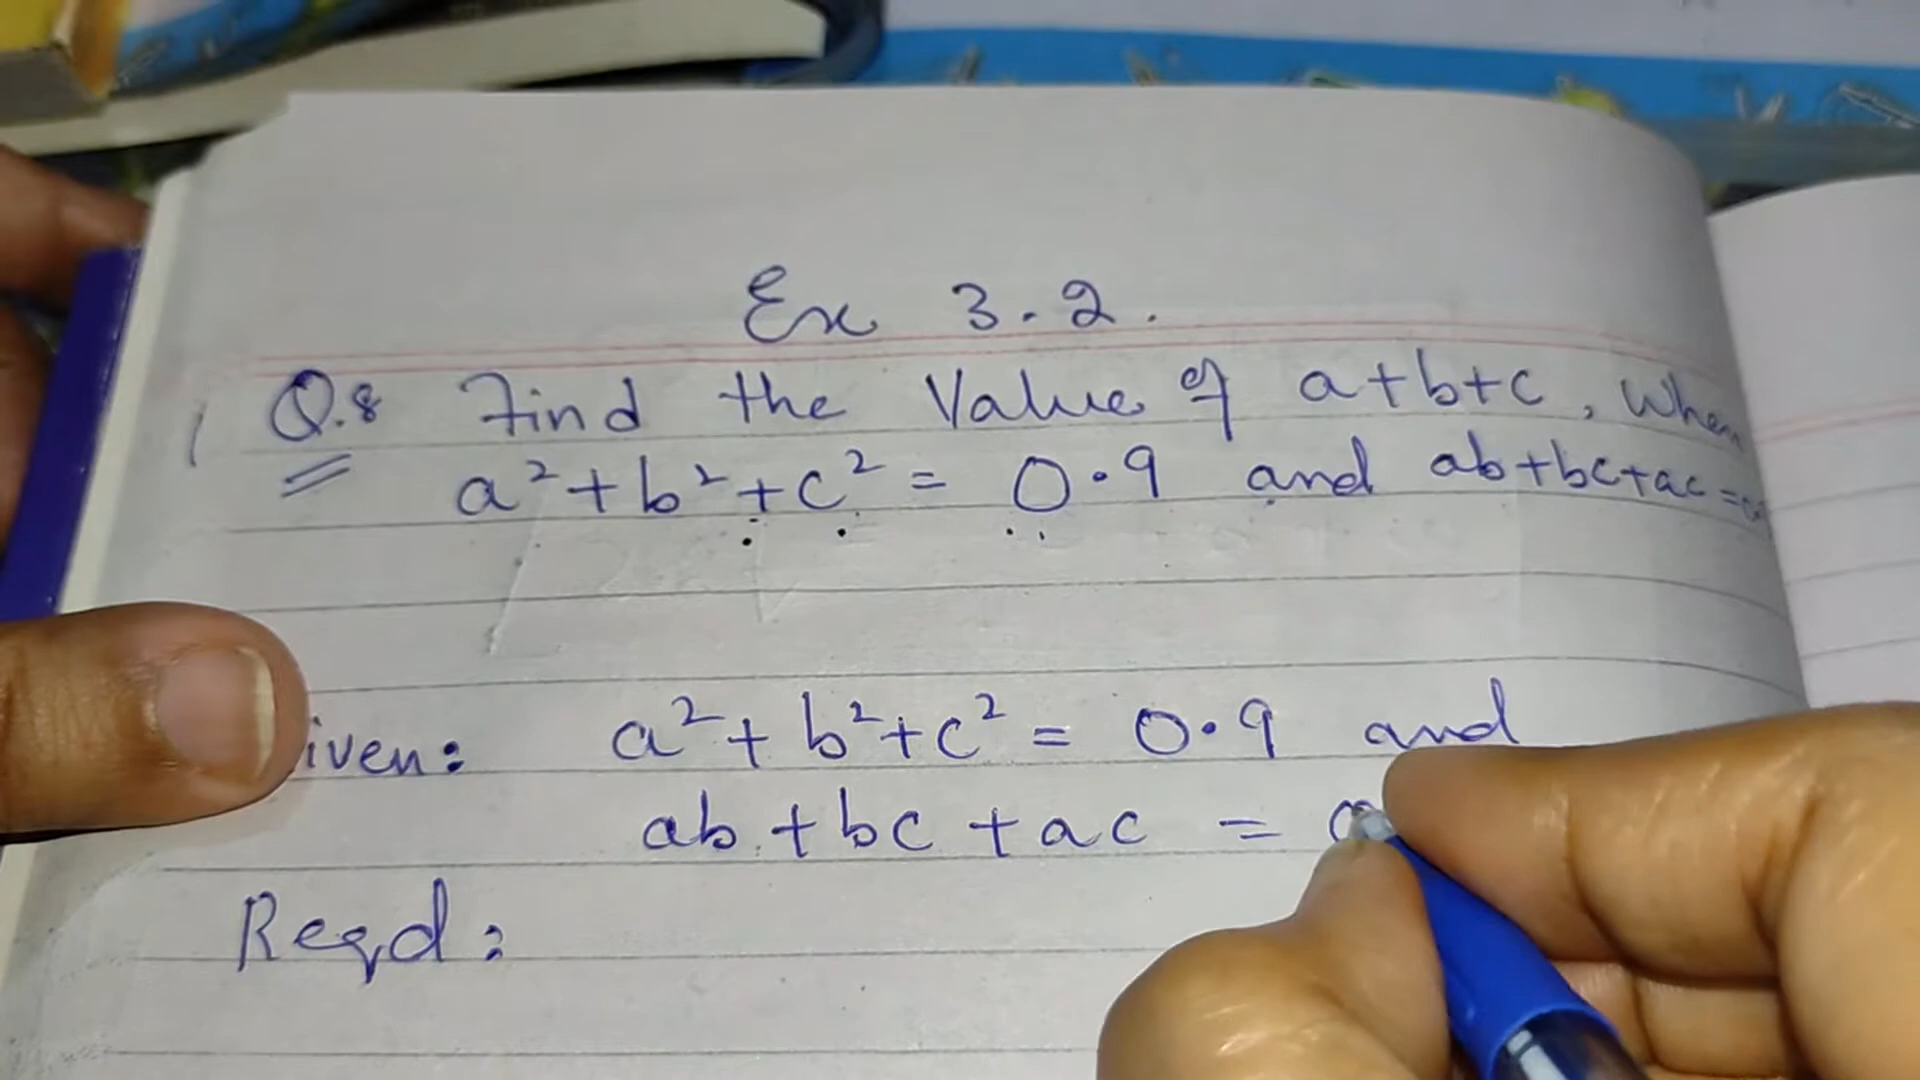 Ex 3.2.
Q.8 Find the Value of a+b+c, When
a²+b²+c² = 0.9 and ab+bc+ac =
iven: a²+b²+c² = 0.9 and
ab+bc+ac =
Reqd: